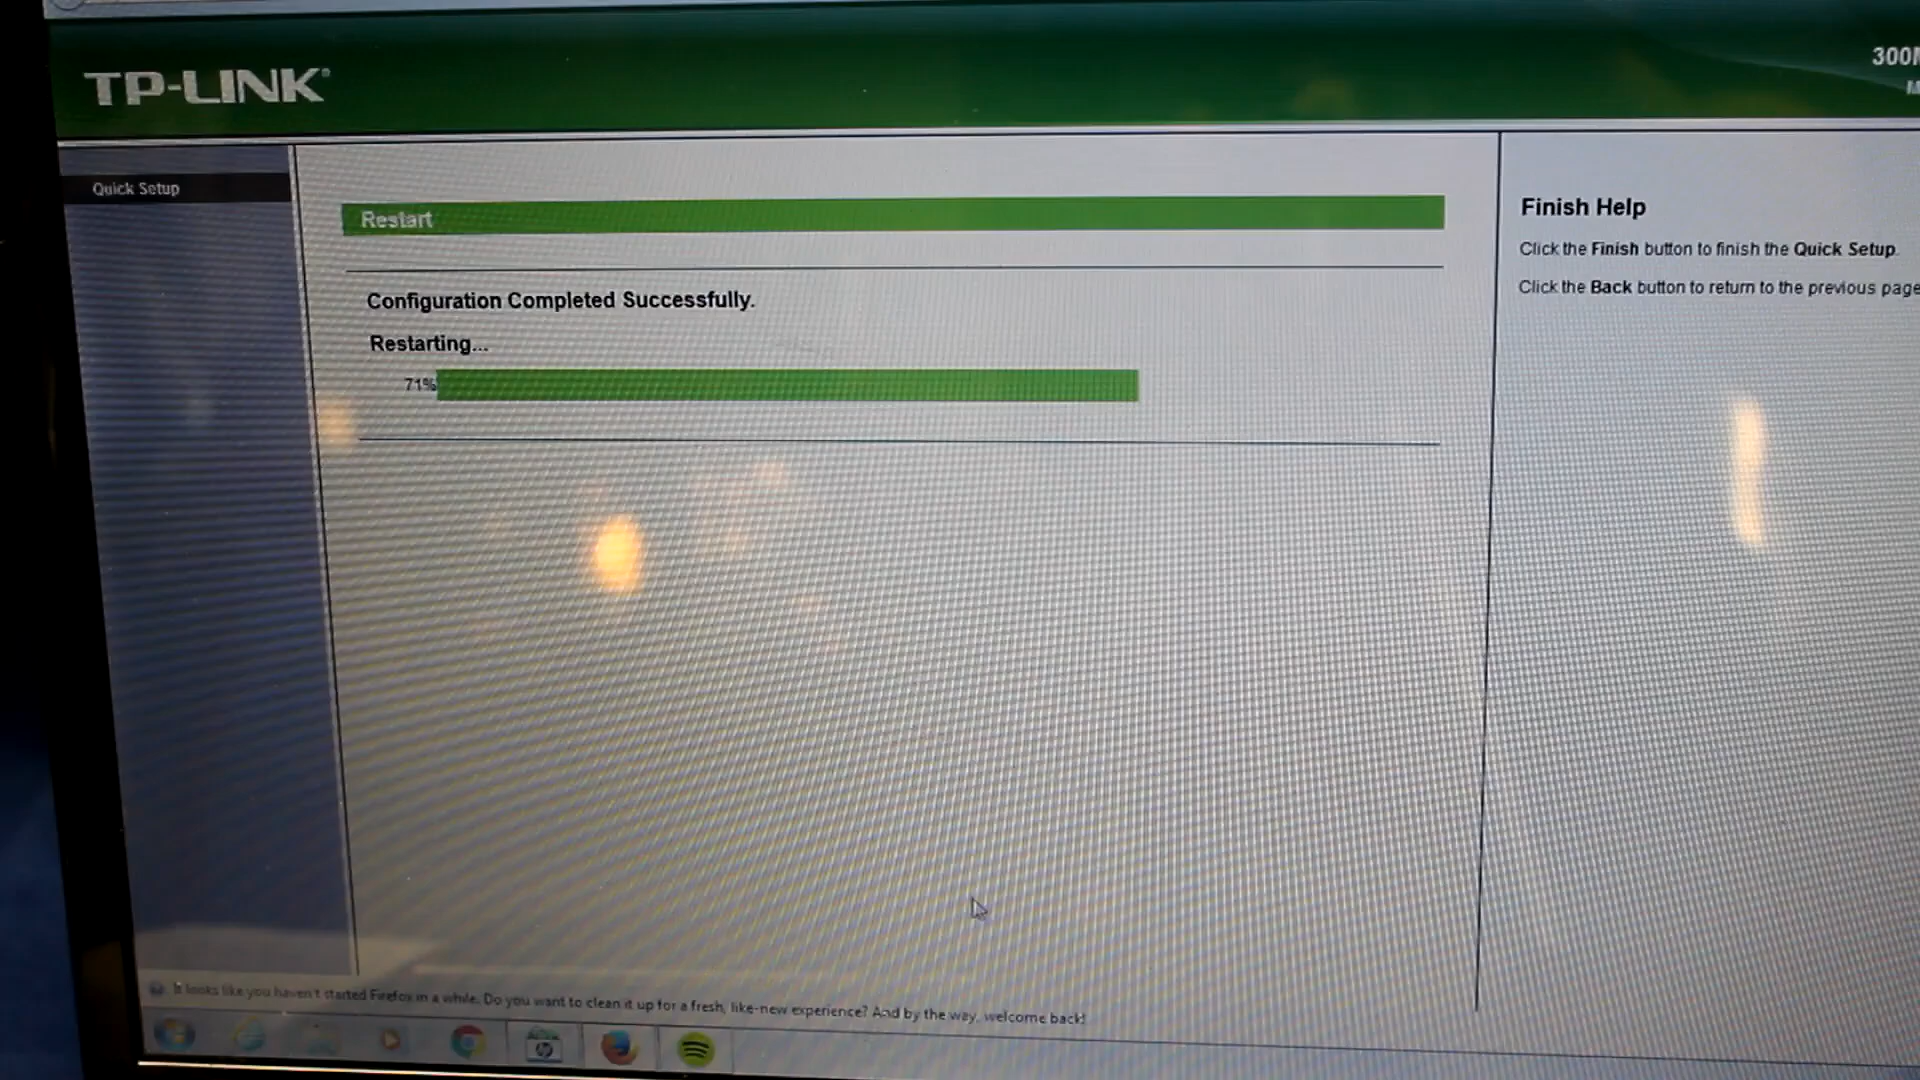 TP-LINK
300M
Quick Setup
Restart
Configuration Completed Successfully.
Restarting...
71%
Finish Help
Click the Finish button to finish the Quick Setup.
Click the Back button to return to the previous page
It looks like you haven't started Firefox in a while. Do you want to clean it up for a fresh, like-new experience? And by the way, welcome back!
hp